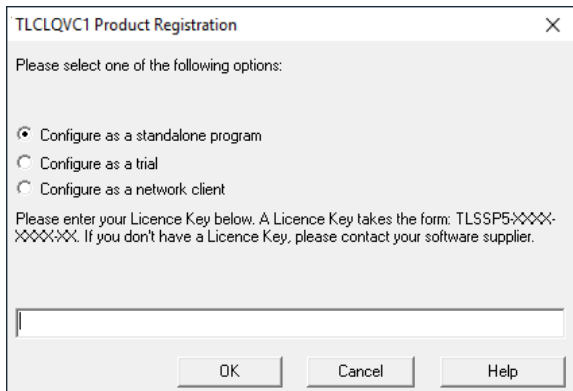 TLCLQVC1 Product Registration
Please select one of the following options:
Configure as a standalone program
Configure as a trial
Configure as a network client
Please enter your Licence Key below. A Licence Key takes the form: TLSSP5-XXXX-
XXXX-XX. If you don't have a Licence Key, please contact your software supplier.
OK Cancel Help